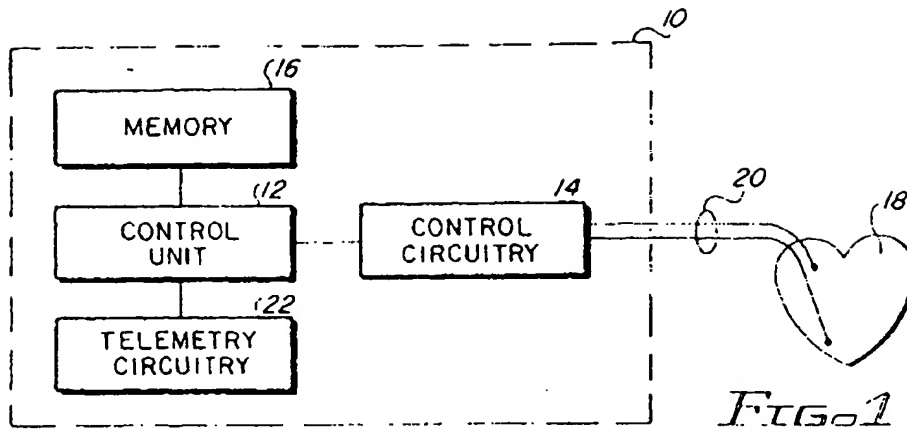 10
16
MEMORY
12
CONTROL
UNIT
14
CONTROL
CIRCUITRY
20
18
22
TELEMETRY
CIRCUITRY
FIG. 1